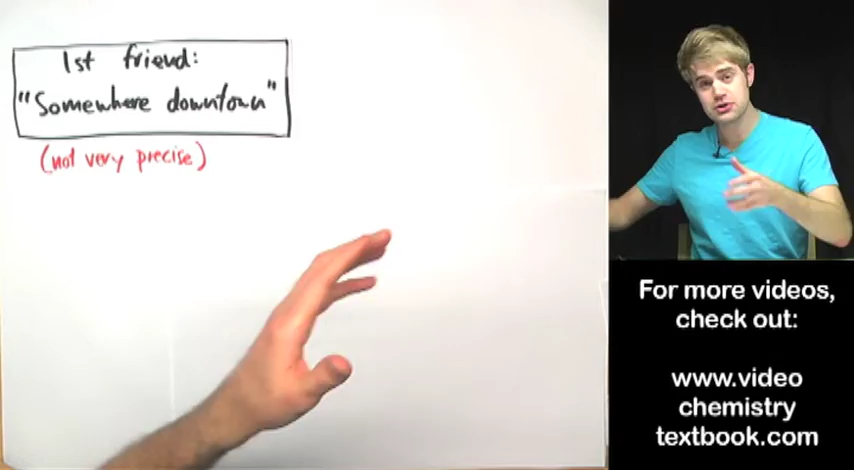 1st friend:
"Somewhere downtown"
(not very precise)
For more videos,
check out:
www.video
chemistry
textbook.com